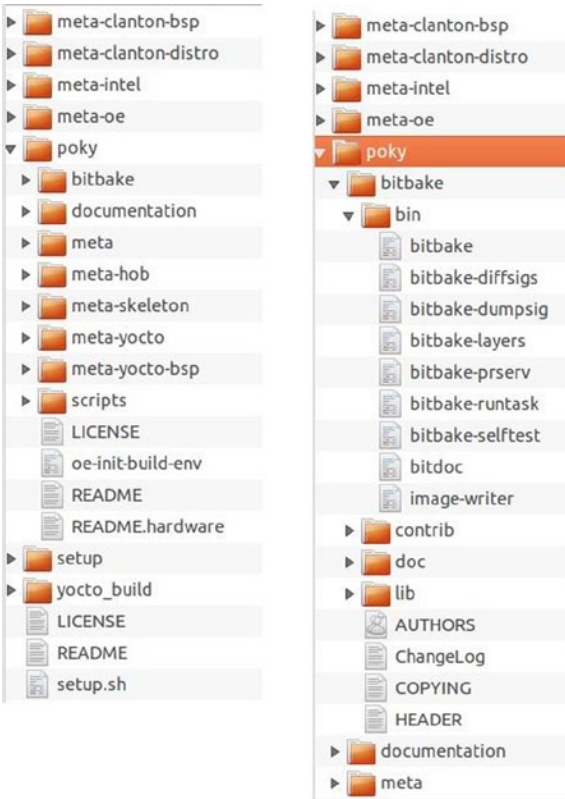 meta-clanton-bsp
meta-clanton-distro
meta-intel
meta-oe
poky
bitbake
documentation
meta
meta-hob
meta-skeleton
meta-yocto
meta-yocto-bsp
scripts
LICENSE
oe-init-build-env
README
README.hardware
setup
yocto_build
LICENSE
README
setup.sh
meta-clanton-bsp
meta-clanton-distro
meta-intel
meta-oe
poky
bitbake
bin
bitbake
bitbake-diffsigs
bitbake-dumpsig
bitbake-layers
bitbake-prserv
bitbake-runtask
bitbake-selftest
bitdoc
image-writer
contrib
doc
lib
AUTHORS
ChangeLog
COPYING
HEADER
documentation
meta